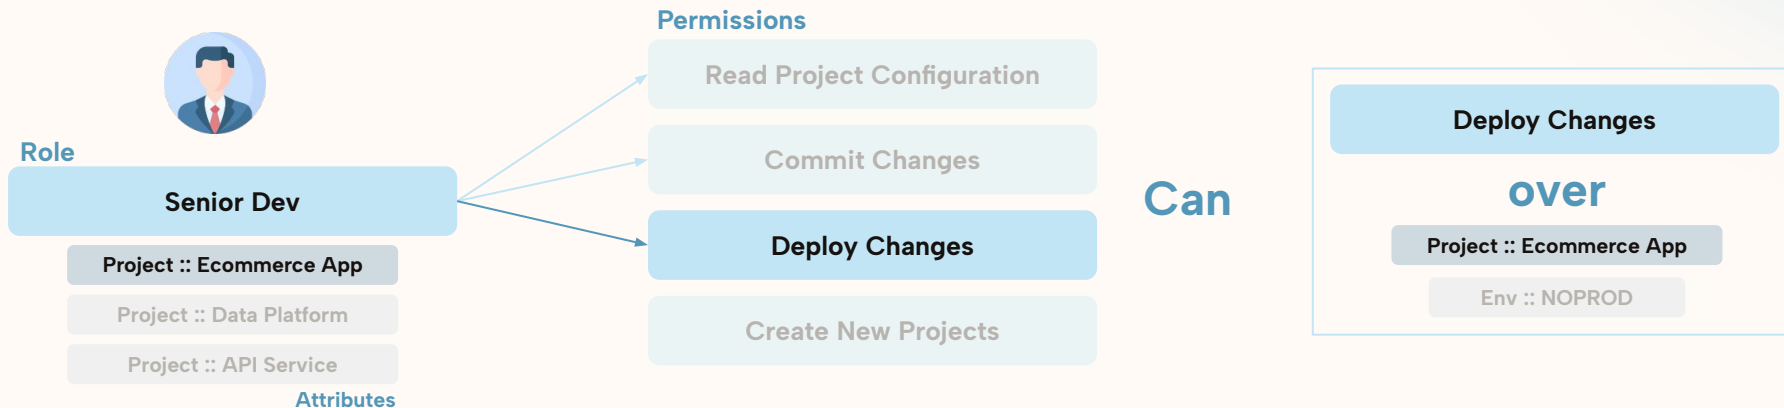 Role
Senior Dev
Project :: Ecommerce App
Project :: Data Platform
Project :: API Service
Attributes
Permissions
Read Project Configuration
Commit Changes
Deploy Changes
Create New Projects
Can
Deploy Changes
over
Project :: Ecommerce App
Env :: NOPROD